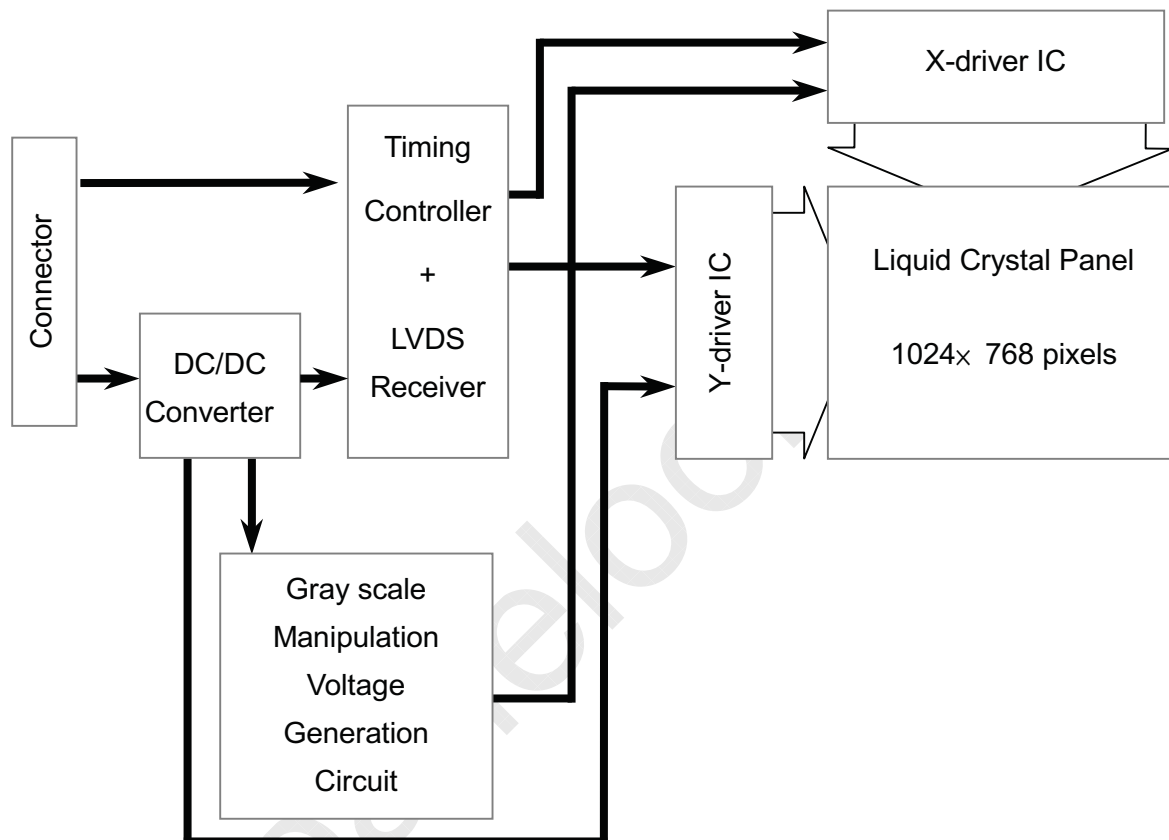 Connector
DC/DC
Converter
Timing
Controller
+
LVDS
Receiver
Gray scale
Manipulation
Voltage
Generation
Circuit
Y-driver IC
X-driver IC
Liquid Crystal Panel
1024× 768 pixels